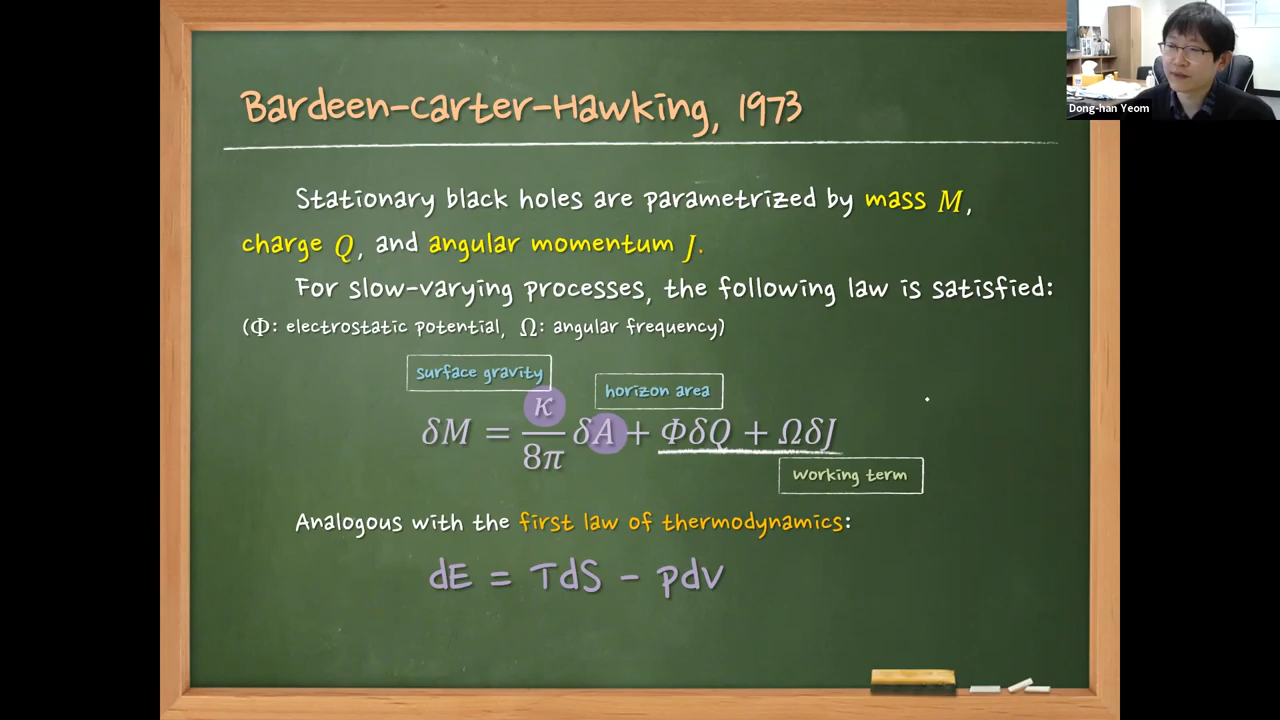 Bardeen-Carter-Hawking, 1973
Dong-han Yeom
Stationary black holes are parametrized by mass M,
charge Q, and angular momentum J.
For slow-varying processes, the following law is satisfied:
(Φ: electrostatic potential, Ω: angular frequency)
surface gravity
horizon area
δM = κ/8π δA + ΦδQ + ΩδJ
working term
Analogous with the first law of thermodynamics:
dE = TdS - pdV